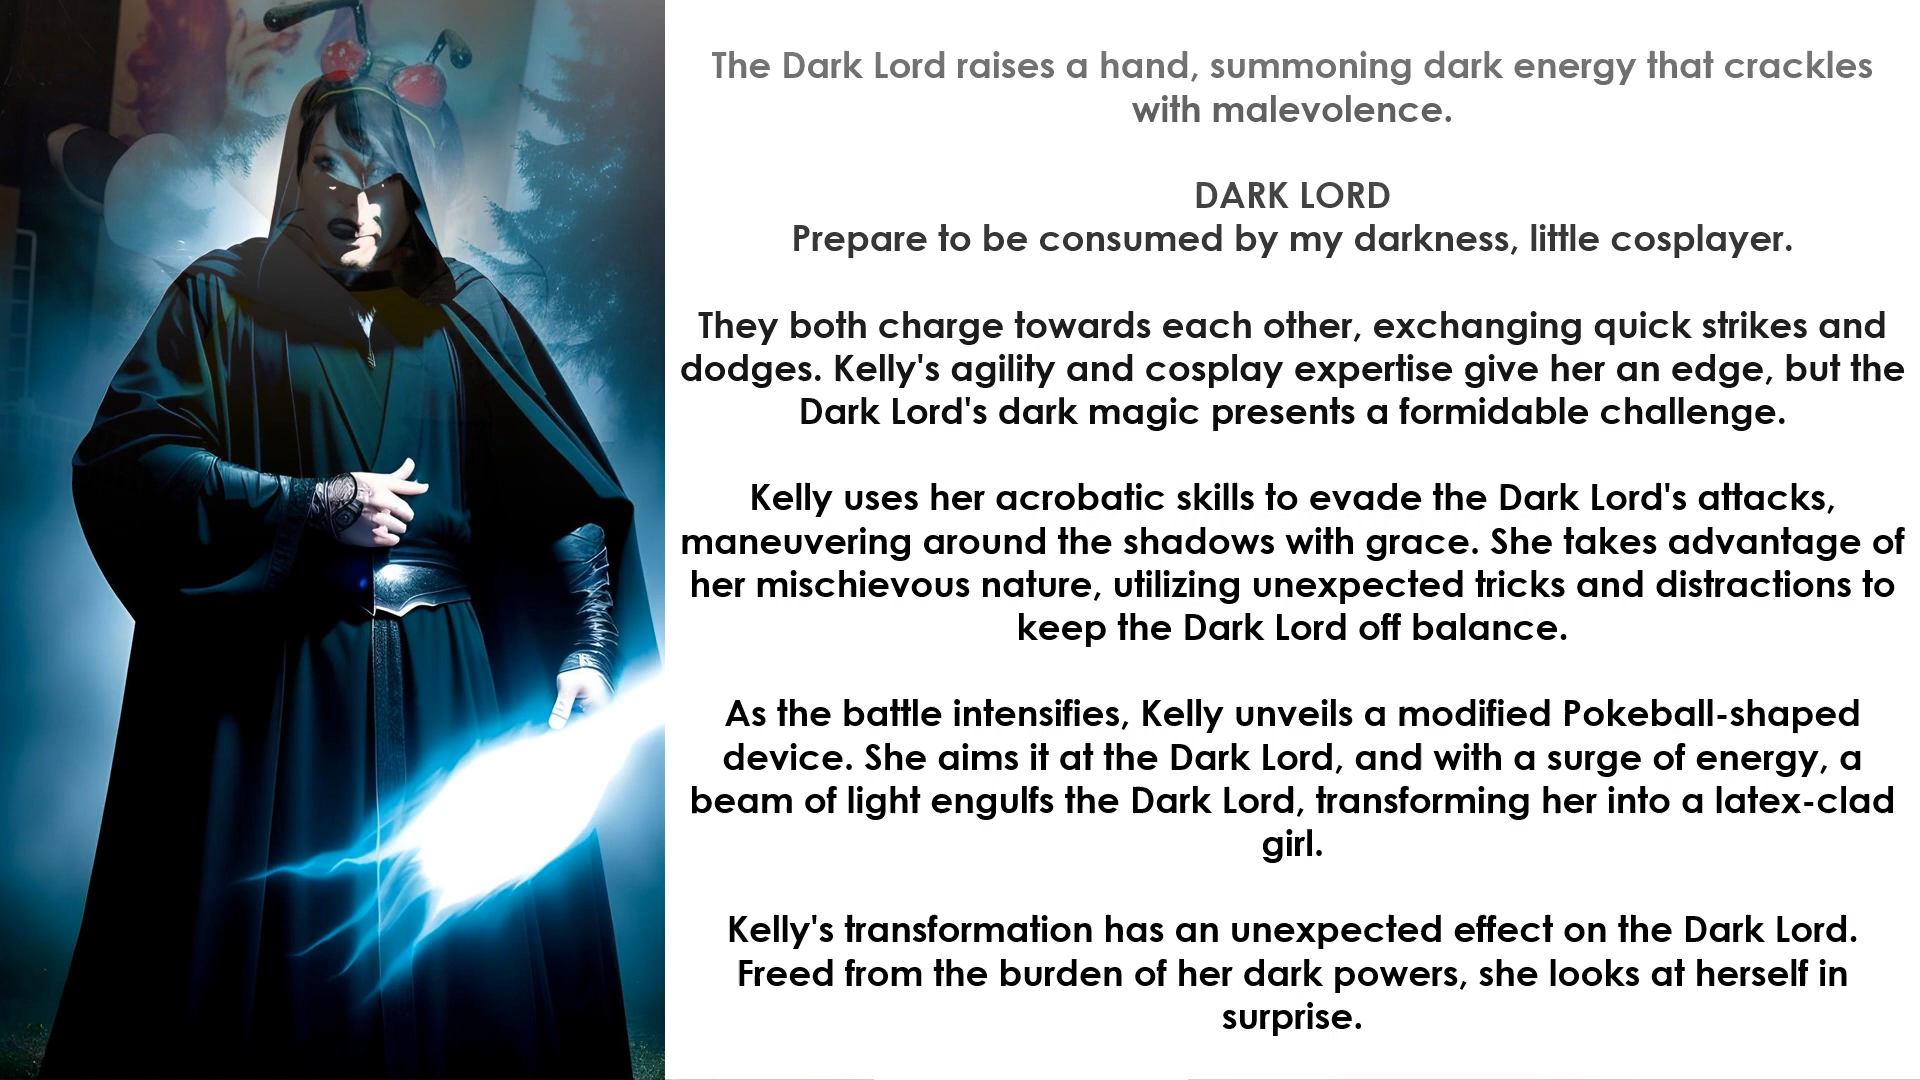 The Dark Lord raises a hand, summoning dark energy that crackles
with malevolence.
DARK LORD
Prepare to be consumed by my darkness, little cosplayer.
They both charge towards each other, exchanging quick strikes and
dodges. Kelly's agility and cosplay expertise give her an edge, but the
Dark Lord's dark magic presents a formidable challenge.
Kelly uses her acrobatic skills to evade the Dark Lord's attacks,
maneuvering around the shadows with grace. She takes advantage of
her mischievous nature, utilizing unexpected tricks and distractions to
keep the Dark Lord off balance.
As the battle intensifies, Kelly unveils a modified Pokeball-shaped
device. She aims it at the Dark Lord, and with a surge of energy, a
beam of light engulfs the Dark Lord, transforming her into a latex-clad
girl.
Kelly's transformation has an unexpected effect on the Dark Lord.
Freed from the burden of her dark powers, she looks at herself in
surprise.